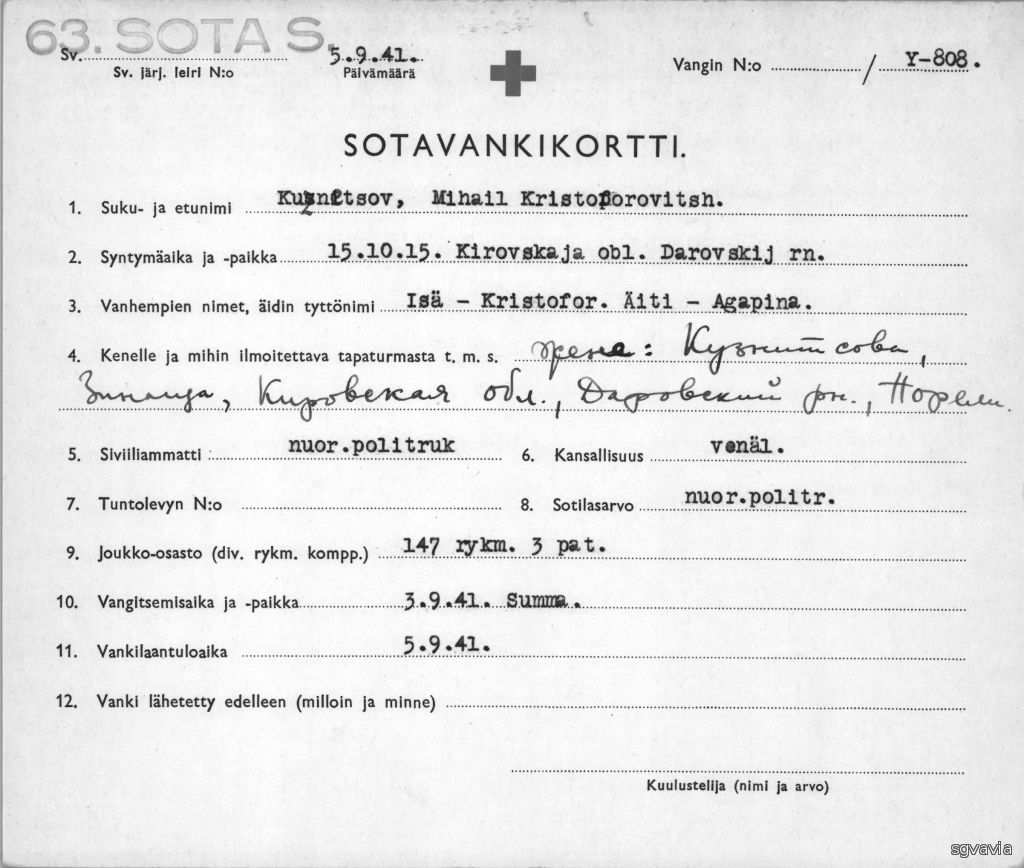 63. SOTA S.
Sv. 5.9.41. Vangin N:o / Y-808.
Sv. järj. leiri N:o Päivämäärä
SOTAVANKIKORTTI.
1. Suku- ja etunimi Kuznetsov, Mihail Kristoforovitsh.
2. Syntymäaika ja -paikka 15.10.15. Kirovskaja obl. Darovskij rn.
3. Vanhempien nimet, äidin tyttönimi Isä - Kristofor. Äiti - Agapina.
4. Kenelle ja mihin ilmoitettava tapaturmasta t. m. s. жене: Кузнитсова,
Зинаида, Кировская обл., Даровский рн.,
5. Siviiliammatti nuor.politruk 6. Kansallisuus venäl.
7. Tuntolevyn N:o 8. Sotilasarvo nuor.politr.
9. Joukko-osasto (div. rykm. kompp.) 147 rykm. 3 pat.
10. Vangitsemisaika ja -paikka 3.9.41. Summa.
11. Vankilaantuloaika 5.9.41.
12. Vanki lähetetty edelleen (milloin ja minne)
Kuulustelija (nimi ja arvo)
sgvavia